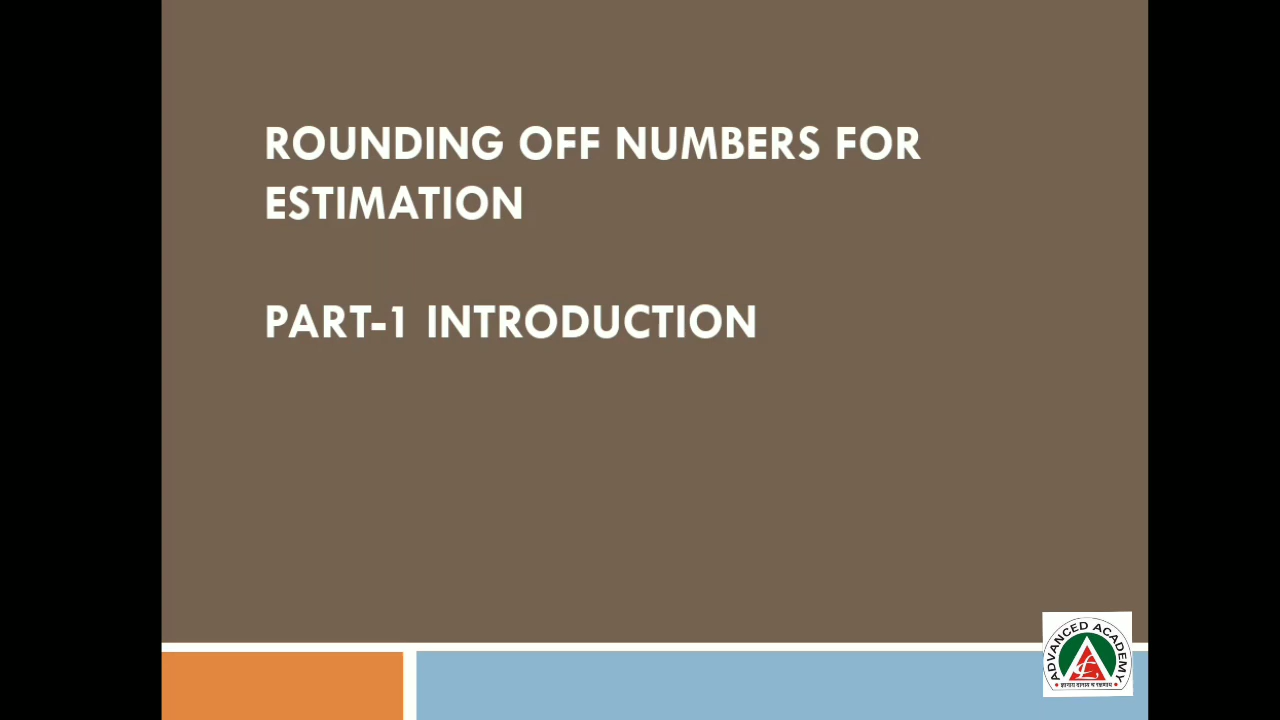 ROUNDING OFF NUMBERS FOR
ESTIMATION
PART-1 INTRODUCTION
ADVANCED ACADEMY